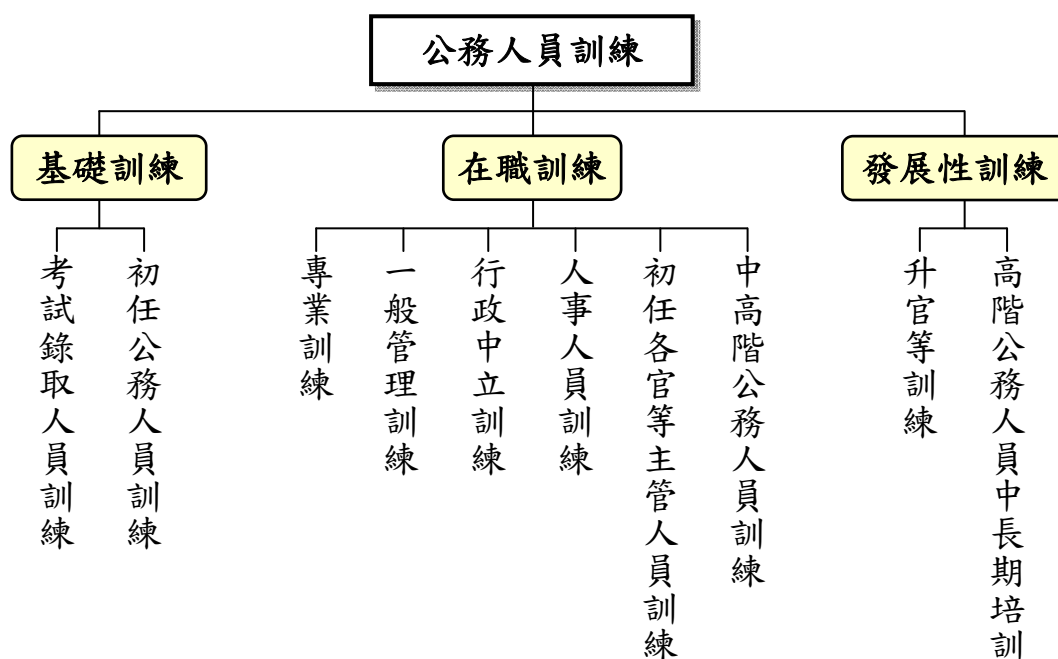 公務人員訓練
基礎訓練
在職訓練
發展性訓練
考試錄取人員訓練
初任公務人員訓練
專業訓練
一般管理訓練
行政中立訓練
人事人員訓練
初任各官等主管人員訓練
中高階公務人員訓練
升官等訓練
高階公務人員中長期培訓